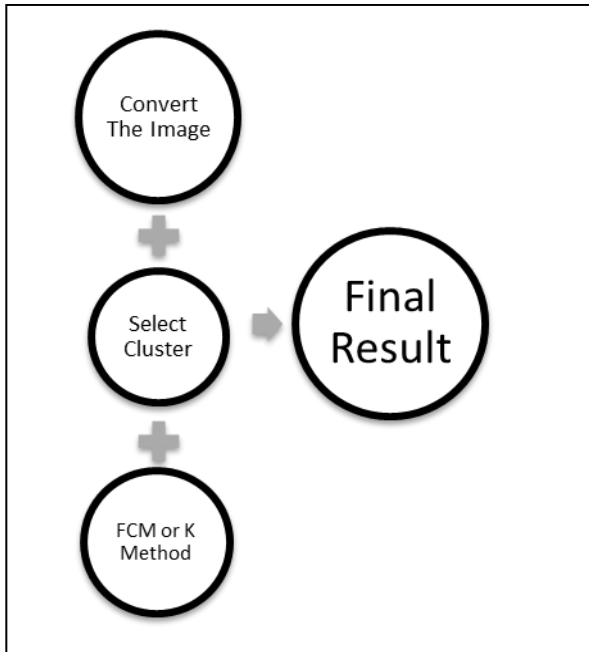 Convert
The Image
Select
Cluster
Final
Result
FCM or K
Method